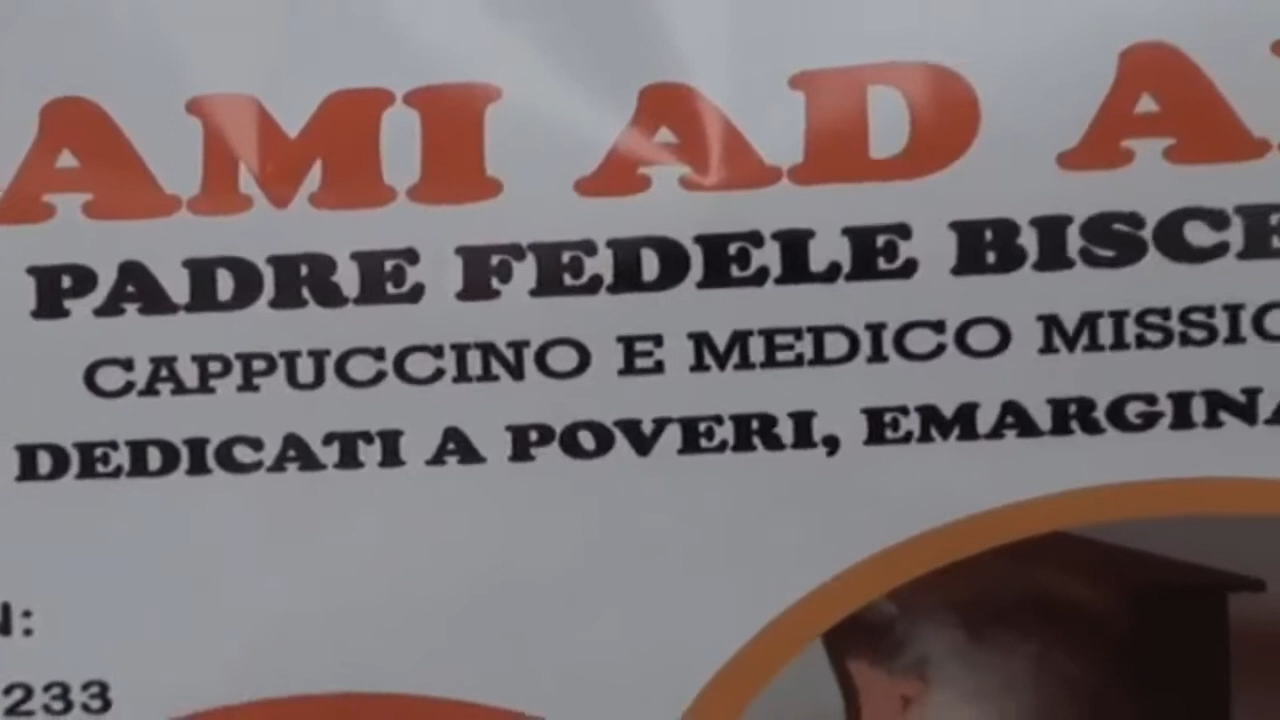 AMI AD A
PADRE FEDELE BISCE
CAPPUCCINO E MEDICO MISSIO
DEDICATI A POVERI, EMARGINA
N:
233